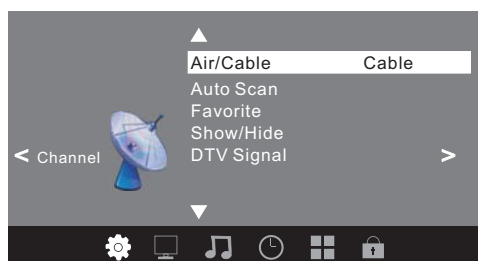 Air/Cable Cable
Auto Scan
Favorite
Show/Hide
< Channel DTV Signal >